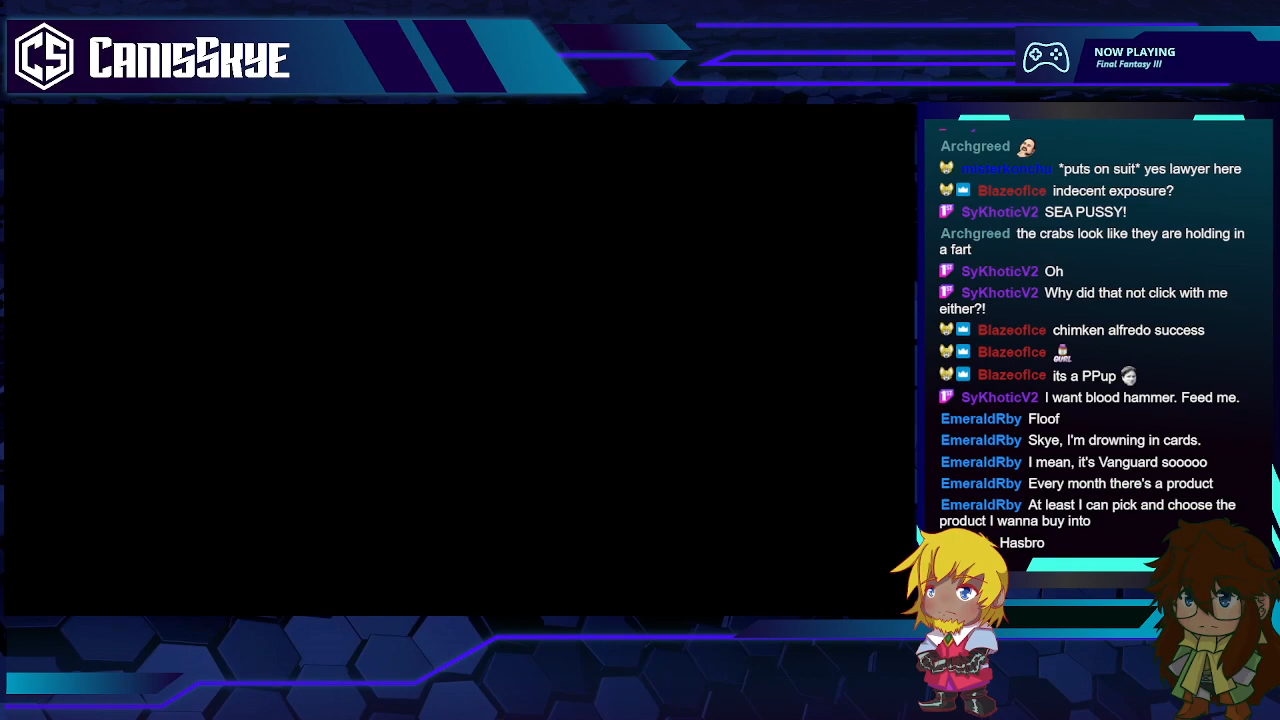 CS CANISSKYE
NOW PLAYING
Final Fantasy III
Archgreed
misterkoncho *puts on suit* yes lawyer here
BlazeofIce indecent exposure?
SyKhoticV2 SEA PUSSY!
Archgreed the crabs look like they are holding in
a fart
SyKhoticV2 Oh
SyKhoticV2 Why did that not click with me
either?!
BlazeofIce chimken alfredo success
BlazeofIce
BlazeofIce its a PPup
SyKhoticV2 I want blood hammer. Feed me.
EmeraldRby Floof
EmeraldRby Skye, I'm drowning in cards.
EmeraldRby I mean, it's Vanguard sooooo
EmeraldRby Every month there's a product
EmeraldRby At least I can pick and choose the
product I wanna buy into
Hasbro